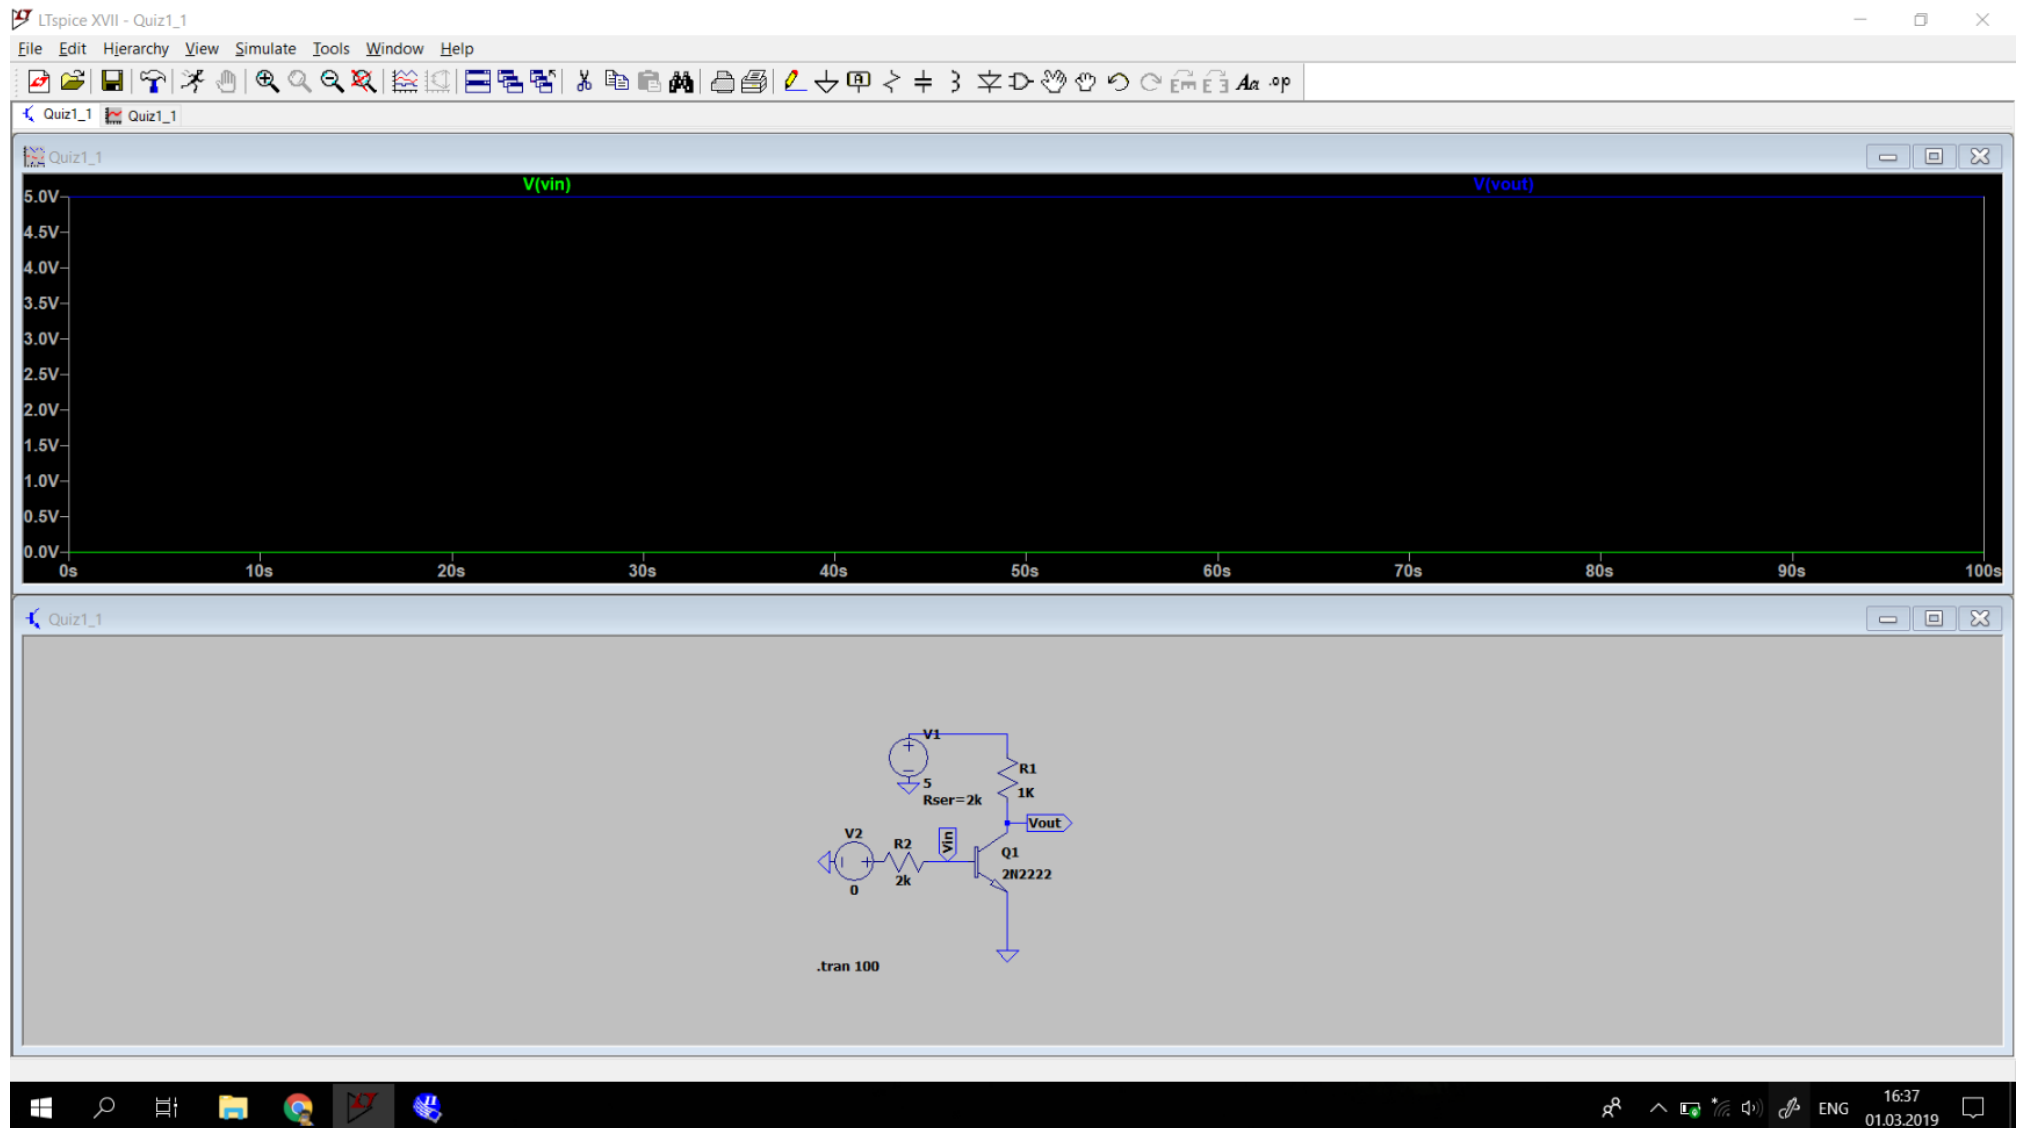 LTspice XVII - Quiz1_1
File Edit Hierarchy View Simulate Tools Window Help
Aa .op
Quiz1_1 Quiz1_1
Quiz1_1
V(vin) V(vout)
5.0V
4.5V
4.0V
3.5V
3.0V
2.5V
2.0V
1.5V
1.0V
0.5V
0.0V
0s 10s 20s 30s 40s 50s 60s 70s 80s 90s 100s
Quiz1_1
V1
R1
5
1K
Rser=2k
Vout
V2
R2
Vin
Q1
2k
2N2222
0
.tran 100
ENG
16:37
01.03.2019